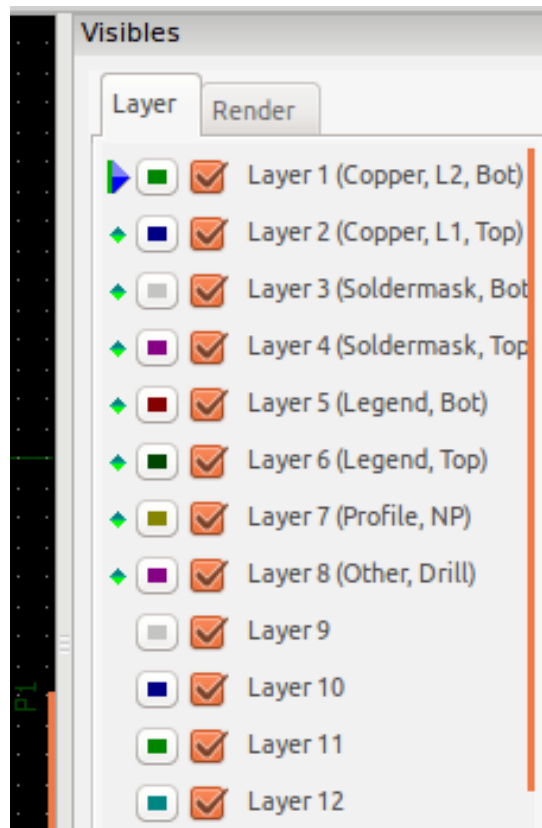 Visibles
Layer
Render
Layer 1 (Copper, L2, Bot)
Layer 2 (Copper, L1, Top)
Layer 3 (Soldermask, Bot
Layer 4 (Soldermask, Top
Layer 5 (Legend, Bot)
Layer 6 (Legend, Top)
Layer 7 (Profile, NP)
Layer 8 (Other, Drill)
Layer 9
P1
Layer 10
Layer 11
Layer 12